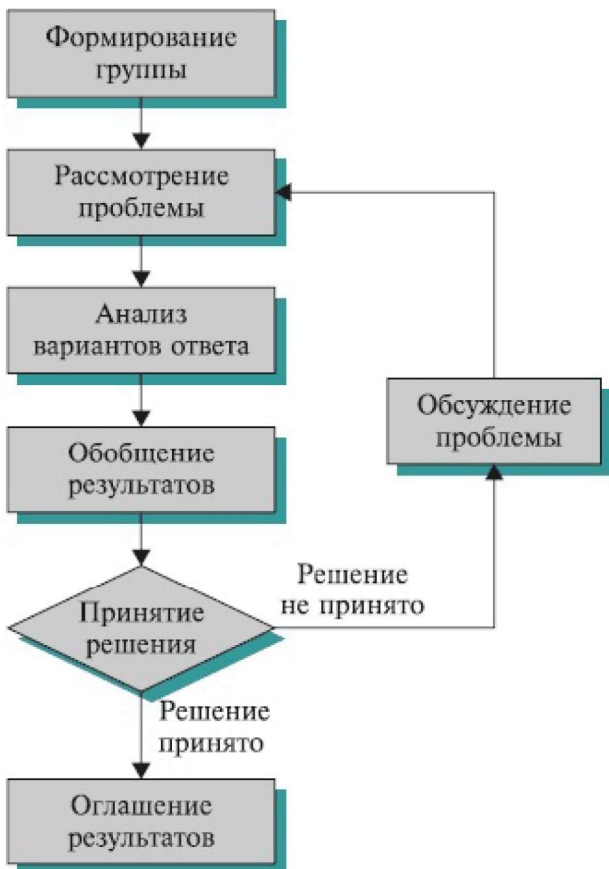 Формирование
группы
Рассмотрение
проблемы
Анализ
вариантов ответа
Обсуждение
проблемы
Обобщение
результатов
Решение
не принято
Принятие
решения
Решение
принято
Оглашение
результатов